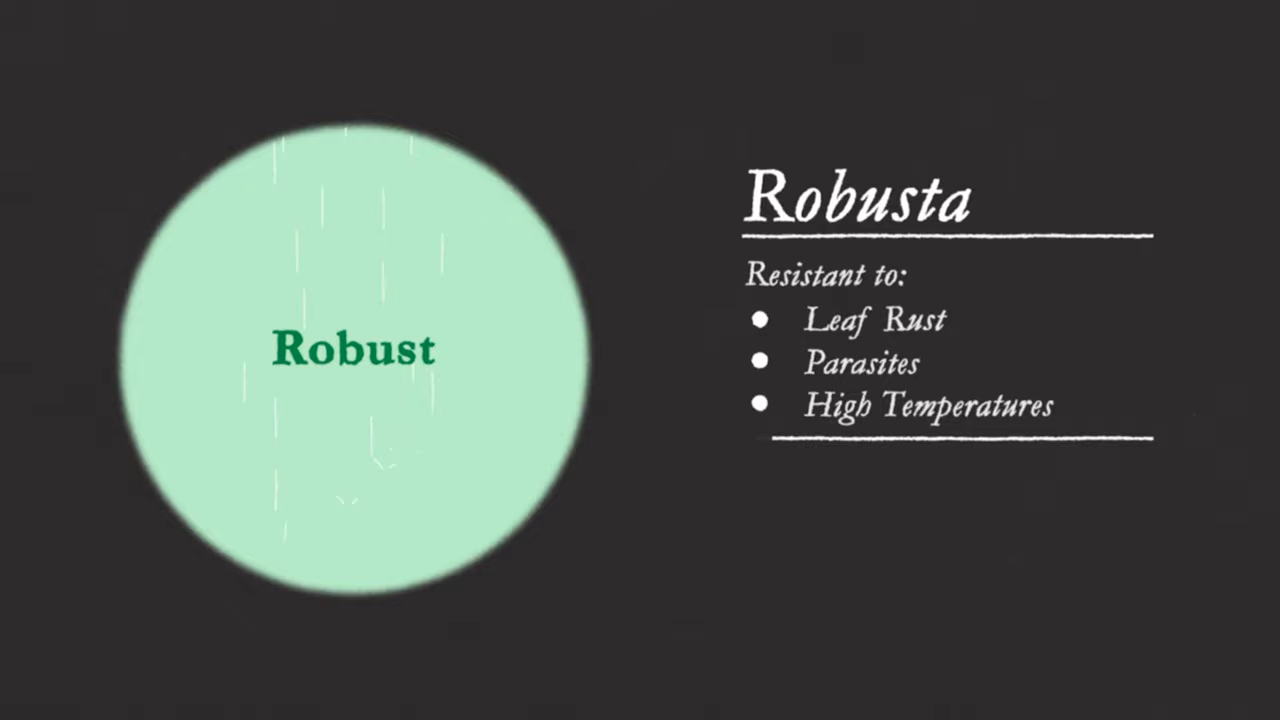 Robust
Robusta
Resistant to:
Leaf Rust
Parasites
High Temperatures